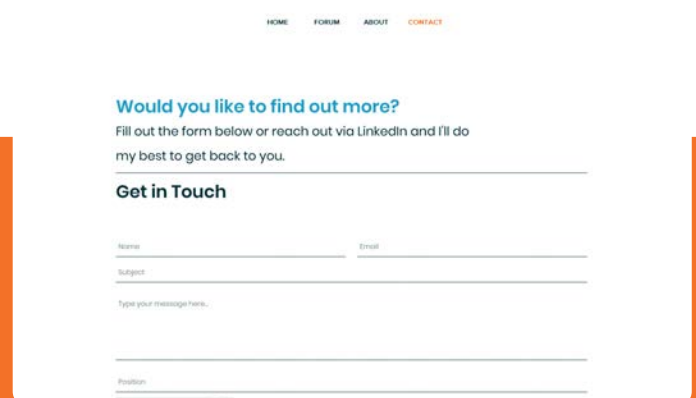 HOME FORUM ABOUT CONTACT
Would you like to find out more?
Fill out the form below or reach out via LinkedIn and I'll do
my best to get back to you.
Get in Touch
Name Email
Subject
Type your message here...
Position